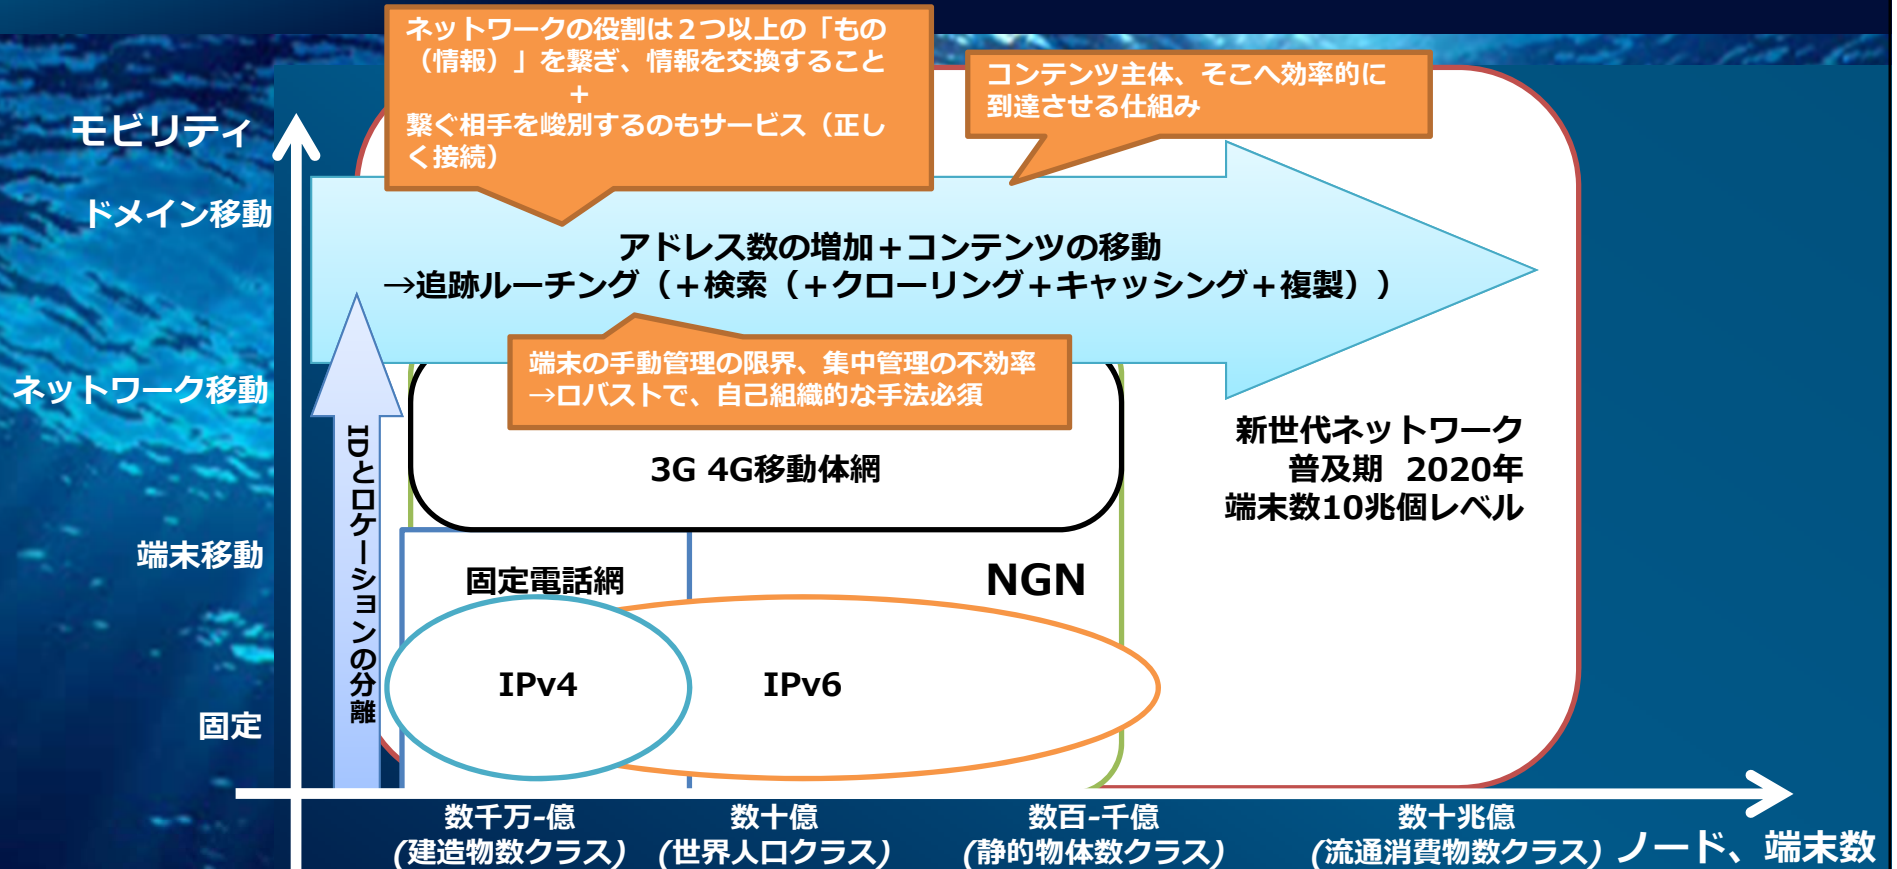 ネットワークの役割は２つ以上の「もの
（情報）」を繋ぎ、情報を交換すること
＋
繋ぐ相手を峻別するのもサービス（正し
く接続）
コンテンツ主体、そこへ効率的に
到達させる仕組み
モビリティ
ドメイン移動
ネットワーク移動
端末移動
固定
アドレス数の増加＋コンテンツの移動
→追跡ルーチング（＋検索（＋クローリング＋キャッシング＋複製））
端末の手動管理の限界、集中管理の不効率
→ロバストで、自己組織的な手法必須
IDとロケーションの分離
3G 4G移動体網
新世代ネットワーク
普及期 2020年
端末数10兆個レベル
固定電話網
NGN
IPv4
IPv6
数千万-億
(建造物数クラス)
数十億
(世界人口クラス)
数百-千億
(静的物体数クラス)
数十兆億
(流通消費物数クラス)
ノード、端末数